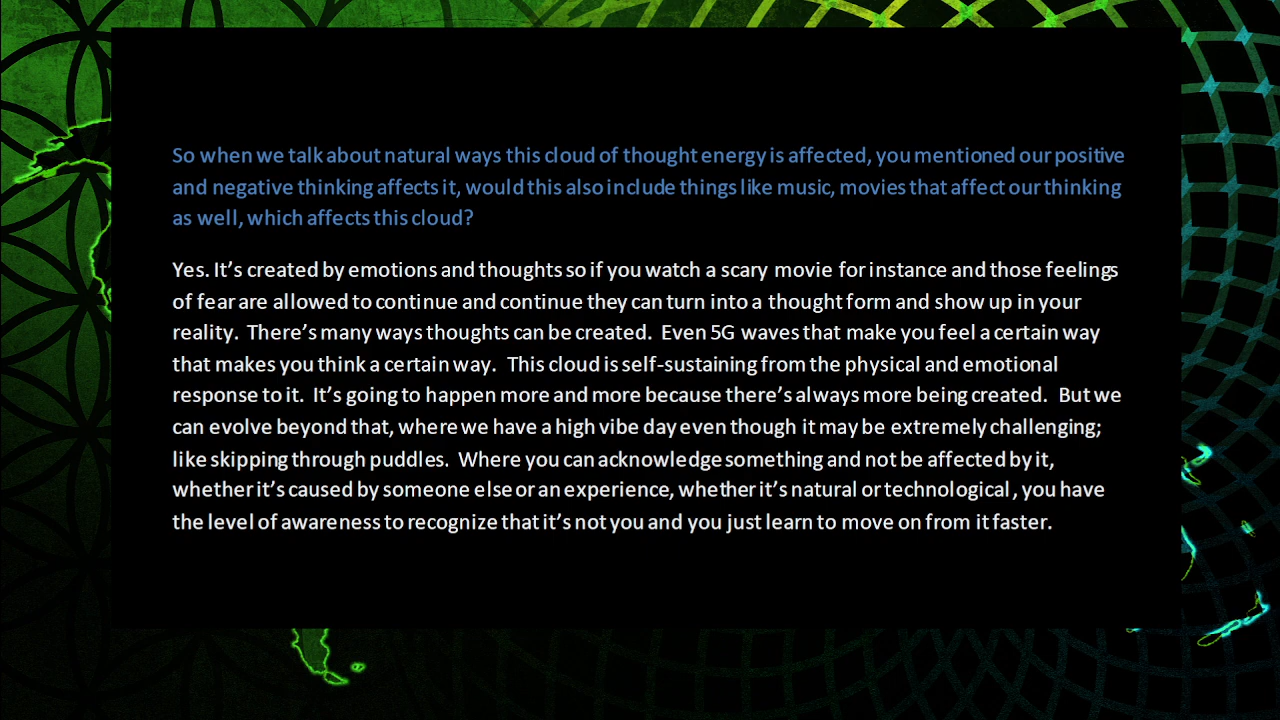 So when we talk about natural ways this cloud of thought energy is affected, you mentioned our positive
and negative thinking affects it, would this also include things like music, movies that affect our thinking
as well, which affects this cloud?
Yes. It’s created by emotions and thoughts so if you watch a scary movie for instance and those feelings
of fear are allowed to continue and continue they can turn into a thought form and show up in your
reality. There’s many ways thoughts can be created. Even 5G waves that make you feel a certain way
that makes you think a certain way. This cloud is self-sustaining from the physical and emotional
response to it. It’s going to happen more and more because there’s always more being created. But we
can evolve beyond that, where we have a high vibe day even though it may be extremely challenging;
like skipping through puddles. Where you can acknowledge something and not be affected by it,
whether it’s caused by someone else or an experience, whether it’s natural or technological, you have
the level of awareness to recognize that it’s not you and you just learn to move on from it faster.